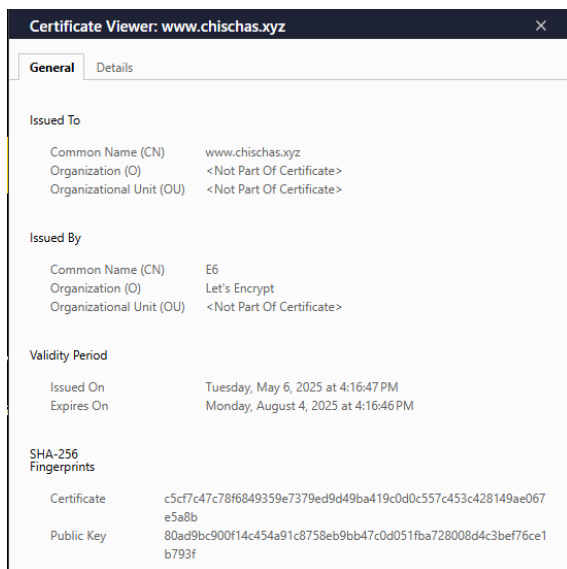 Certificate Viewer: www.chischas.xyz
General Details
Issued To
Common Name (CN) www.chischas.xyz
Organization (O) <Not Part Of Certificate>
Organizational Unit (OU) <Not Part Of Certificate>
Issued By
Common Name (CN) E6
Organization (O) Let's Encrypt
Organizational Unit (OU) <Not Part Of Certificate>
Validity Period
Issued On Tuesday, May 6, 2025 at 4:16:47 PM
Expires On Monday, August 4, 2025 at 4:16:46 PM
SHA-256
Fingerprints
Certificate c5cf7c47c78f6849359e7379ed9d49ba419c0d0c557c453c428149ae067
e5a8b
Public Key 80ad9bc900f14c454a91c8758eb9bb47c0d051fba728008d4c3bef76ce1
b793f